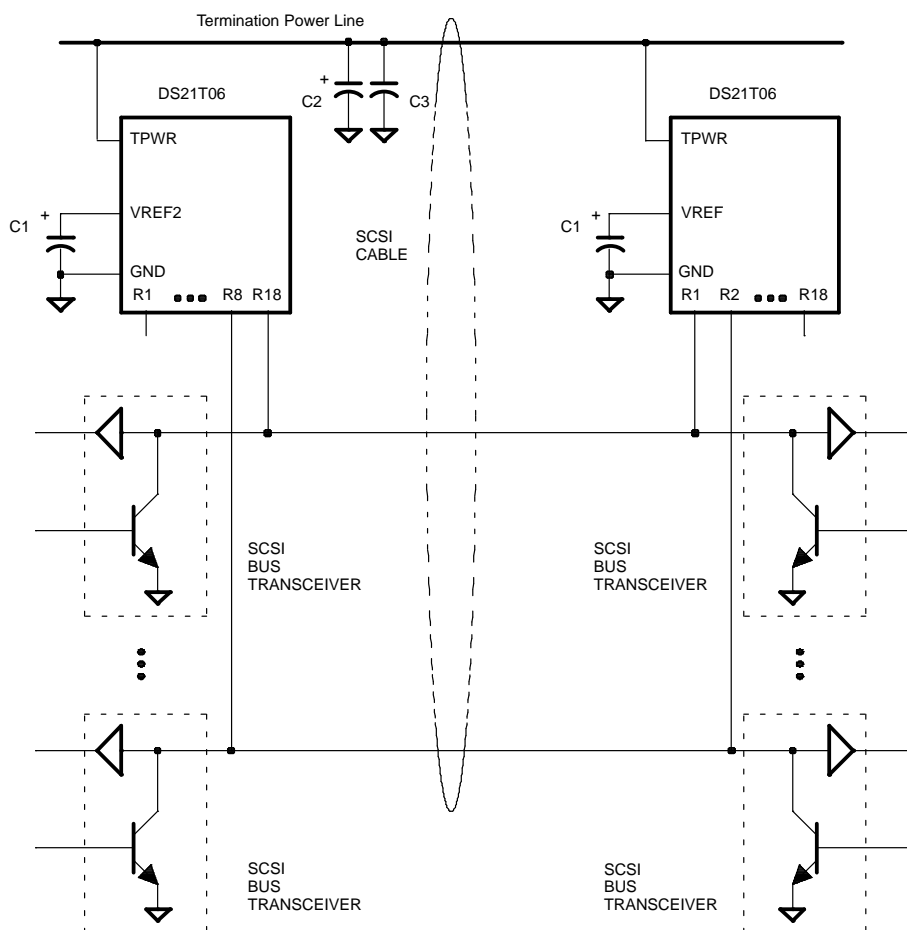 Termination Power Line
DS21T06
+
C2
C3
DS21T06
TPWR
TPWR
C1
+
VREF2
SCSI
CABLE
C1
+
VREF
GND
GND
R1
R8
R18
R1
R2
R18
SCSI
BUS
TRANSCEIVER
SCSI
BUS
TRANSCEIVER
SCSI
BUS
TRANSCEIVER
SCSI
BUS
TRANSCEIVER